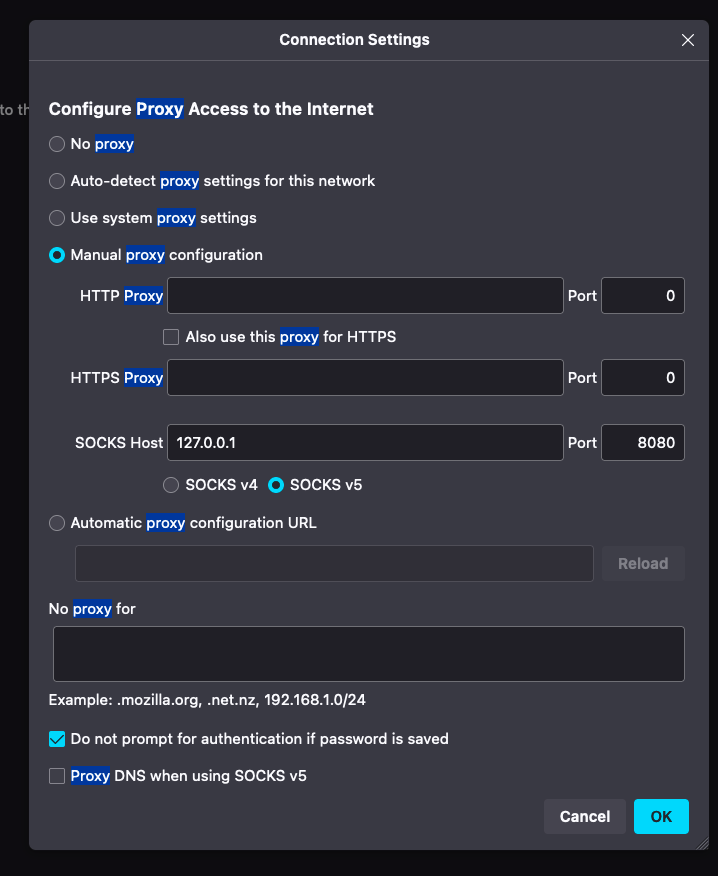 Connection Settings
to th
Configure Proxy Access to the Internet
No proxy
Auto-detect proxy settings for this network
Use system proxy settings
Manual proxy configuration
HTTP Proxy Port 0
Also use this proxy for HTTPS
HTTPS Proxy Port 0
SOCKS Host 127.0.0.1 Port 8080
SOCKS v4 SOCKS v5
Automatic proxy configuration URL
Reload
No proxy for
Example: .mozilla.org, .net.nz, 192.168.1.0/24
Do not prompt for authentication if password is saved
Proxy DNS when using SOCKS v5
Cancel OK